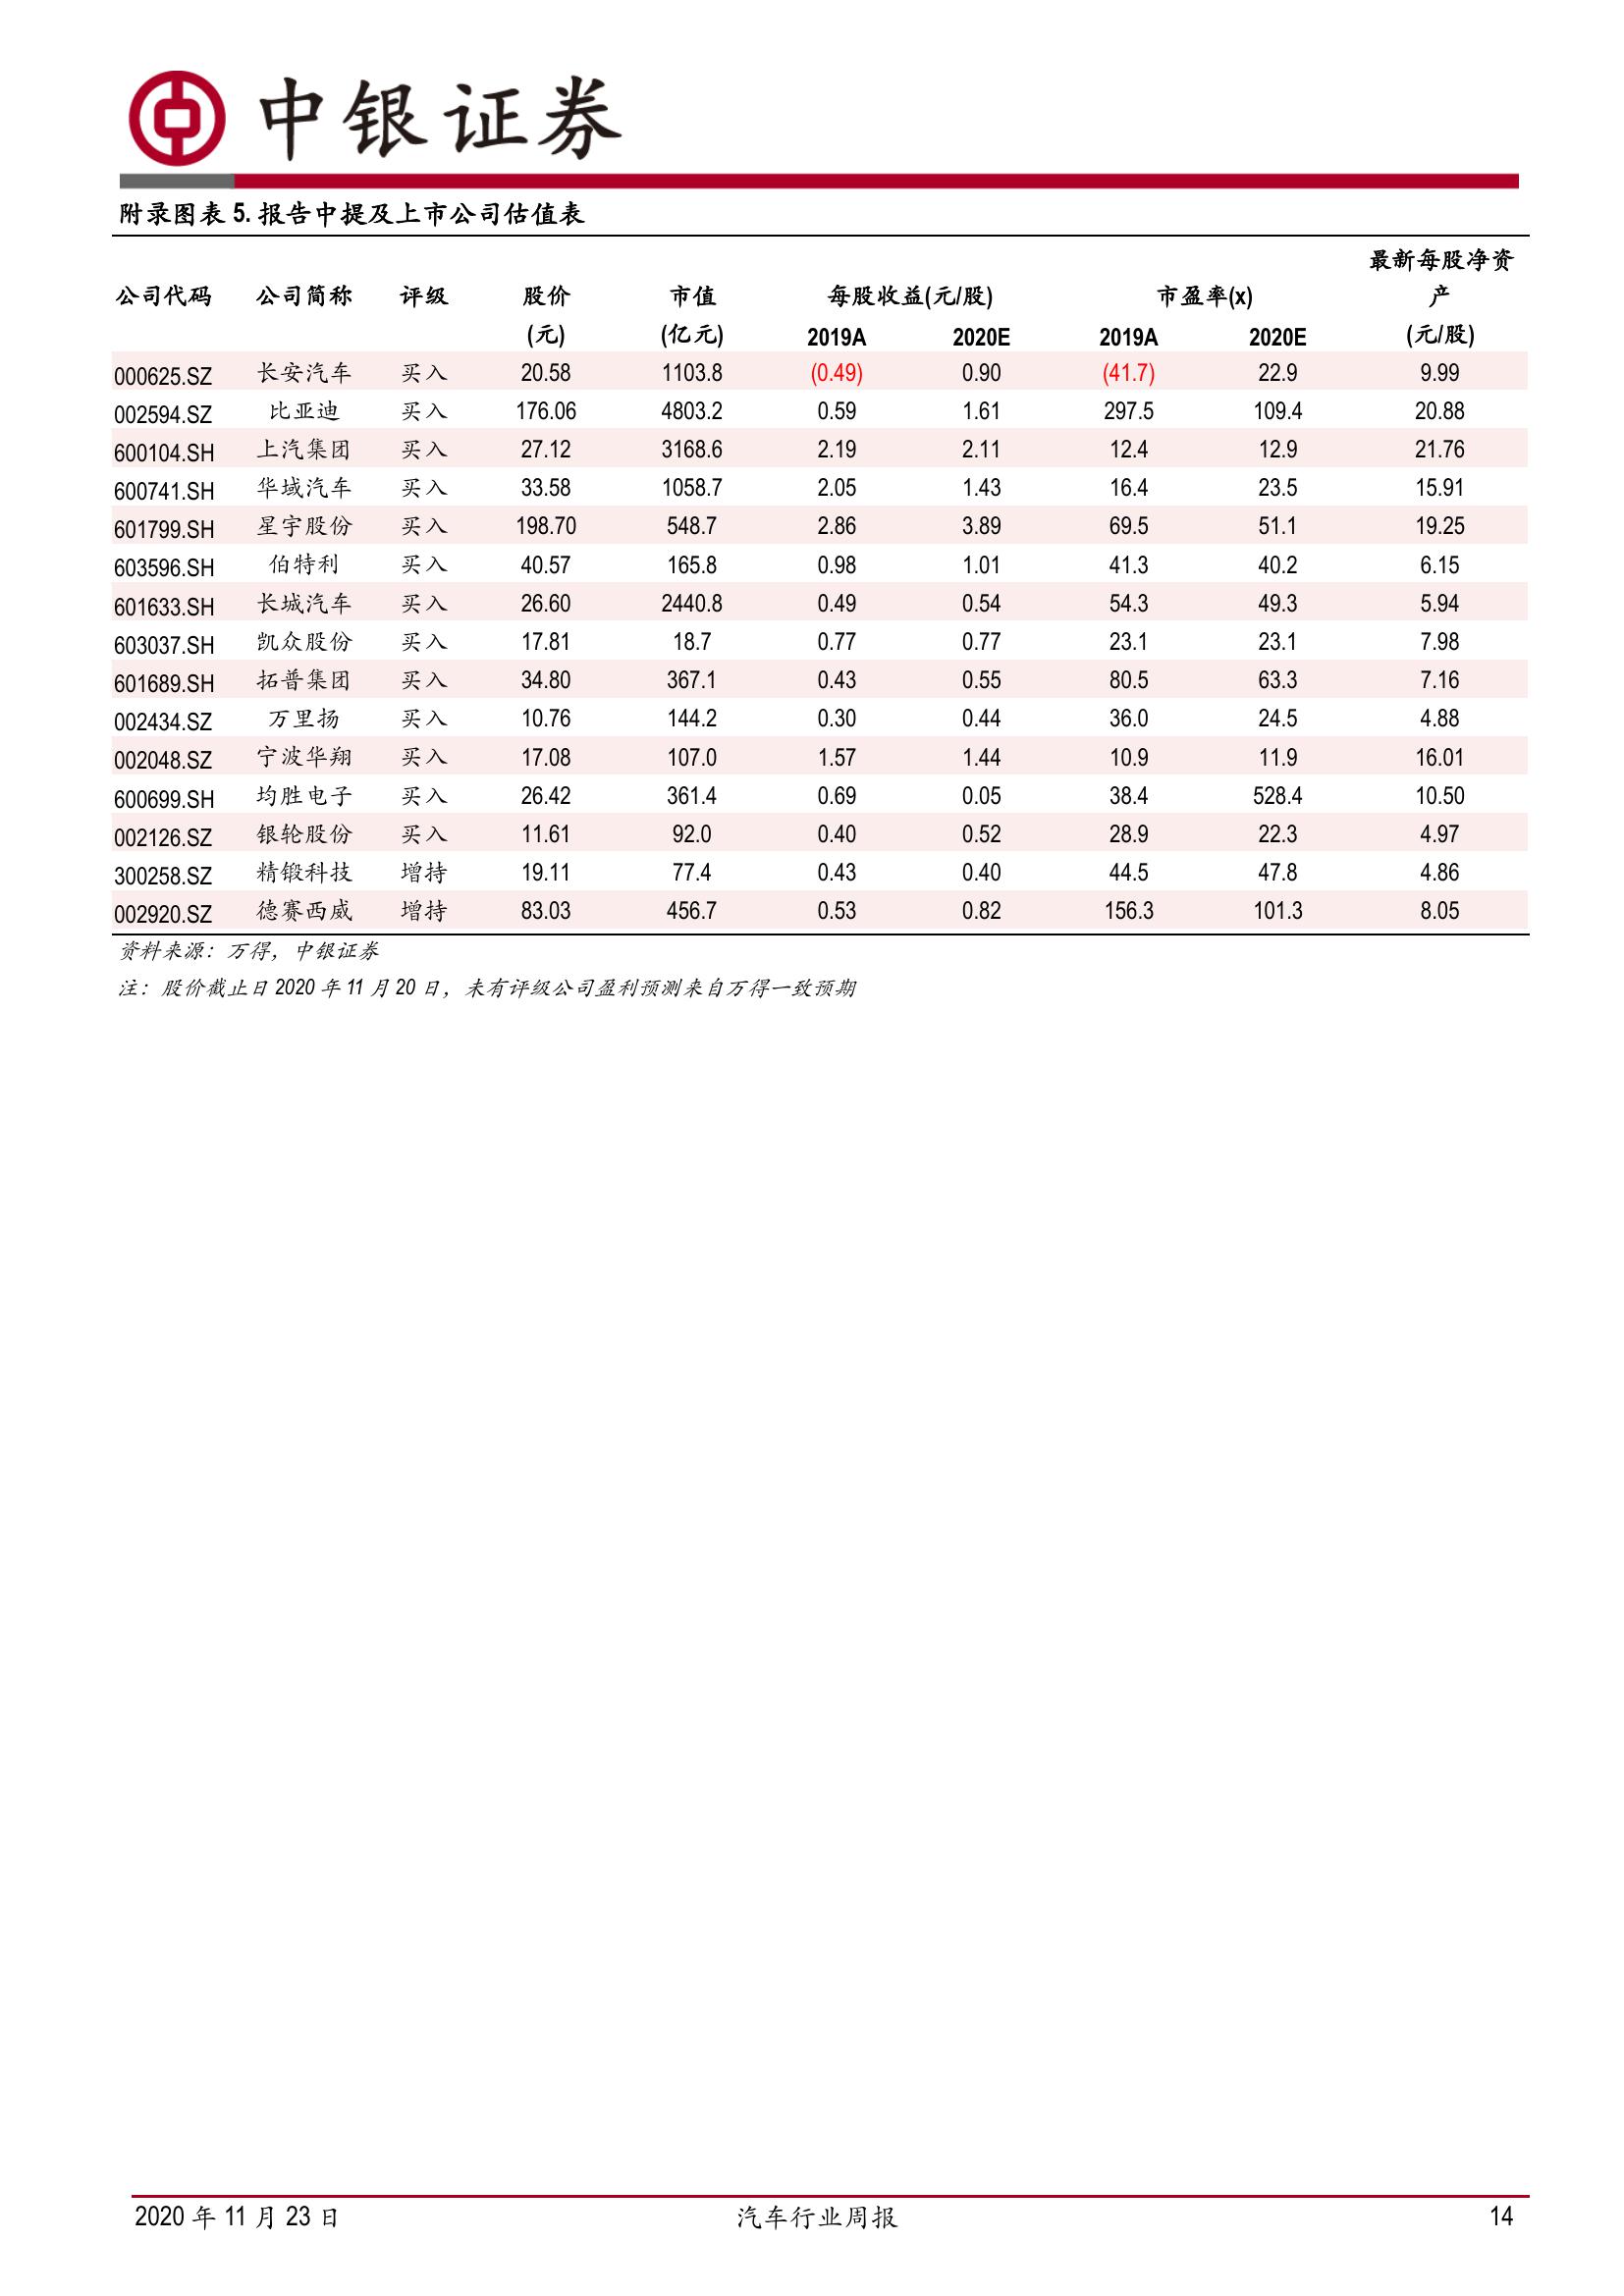 中银证券
附录图表 5. 报告中提及上市公司估值表
最新每股净资
公司代码 公司简称 评级 股价 市值 每股收益(元/股) 市盈率(x) 产
(元) (亿元) 2019A 2020E 2019A 2020E (元/股)
000625.SZ 长安汽车 买入 20.58 1103.8 (0.49) 0.90 (41.7) 22.9 9.99
002594.SZ 比亚迪 买入 176.06 4803.2 0.59 1.61 297.5 109.4 20.88
600104.SH 上汽集团 买入 27.12 3168.6 2.19 2.11 12.4 12.9 21.76
600741.SH 华域汽车 买入 33.58 1058.7 2.05 1.43 16.4 23.5 15.91
601799.SH 星宇股份 买入 198.70 548.7 2.86 3.89 69.5 51.1 19.25
603596.SH 伯特利 买入 40.57 165.8 0.98 1.01 41.3 40.2 6.15
601633.SH 长城汽车 买入 26.60 2440.8 0.49 0.54 54.3 49.3 5.94
603037.SH 凯众股份 买入 17.81 18.7 0.77 0.77 23.1 23.1 7.98
601689.SH 拓普集团 买入 34.80 367.1 0.43 0.55 80.5 63.3 7.16
002434.SZ 万里扬 买入 10.76 144.2 0.30 0.44 36.0 24.5 4.88
002048.SZ 宁波华翔 买入 17.08 107.0 1.57 1.44 10.9 11.9 16.01
600699.SH 均胜电子 买入 26.42 361.4 0.69 0.05 38.4 528.4 10.50
002126.SZ 银轮股份 买入 11.61 92.0 0.40 0.52 28.9 22.3 4.97
300258.SZ 精锻科技 增持 19.11 77.4 0.43 0.40 44.5 47.8 4.86
002920.SZ 德赛西威 增持 83.03 456.7 0.53 0.82 156.3 101.3 8.05
资料来源：万得，中银证券
注：股价截止日 2020 年 11 月 20 日，未有评级公司盈利预测来自万得一致预期
2020 年 11 月 23 日 汽车行业周报 14